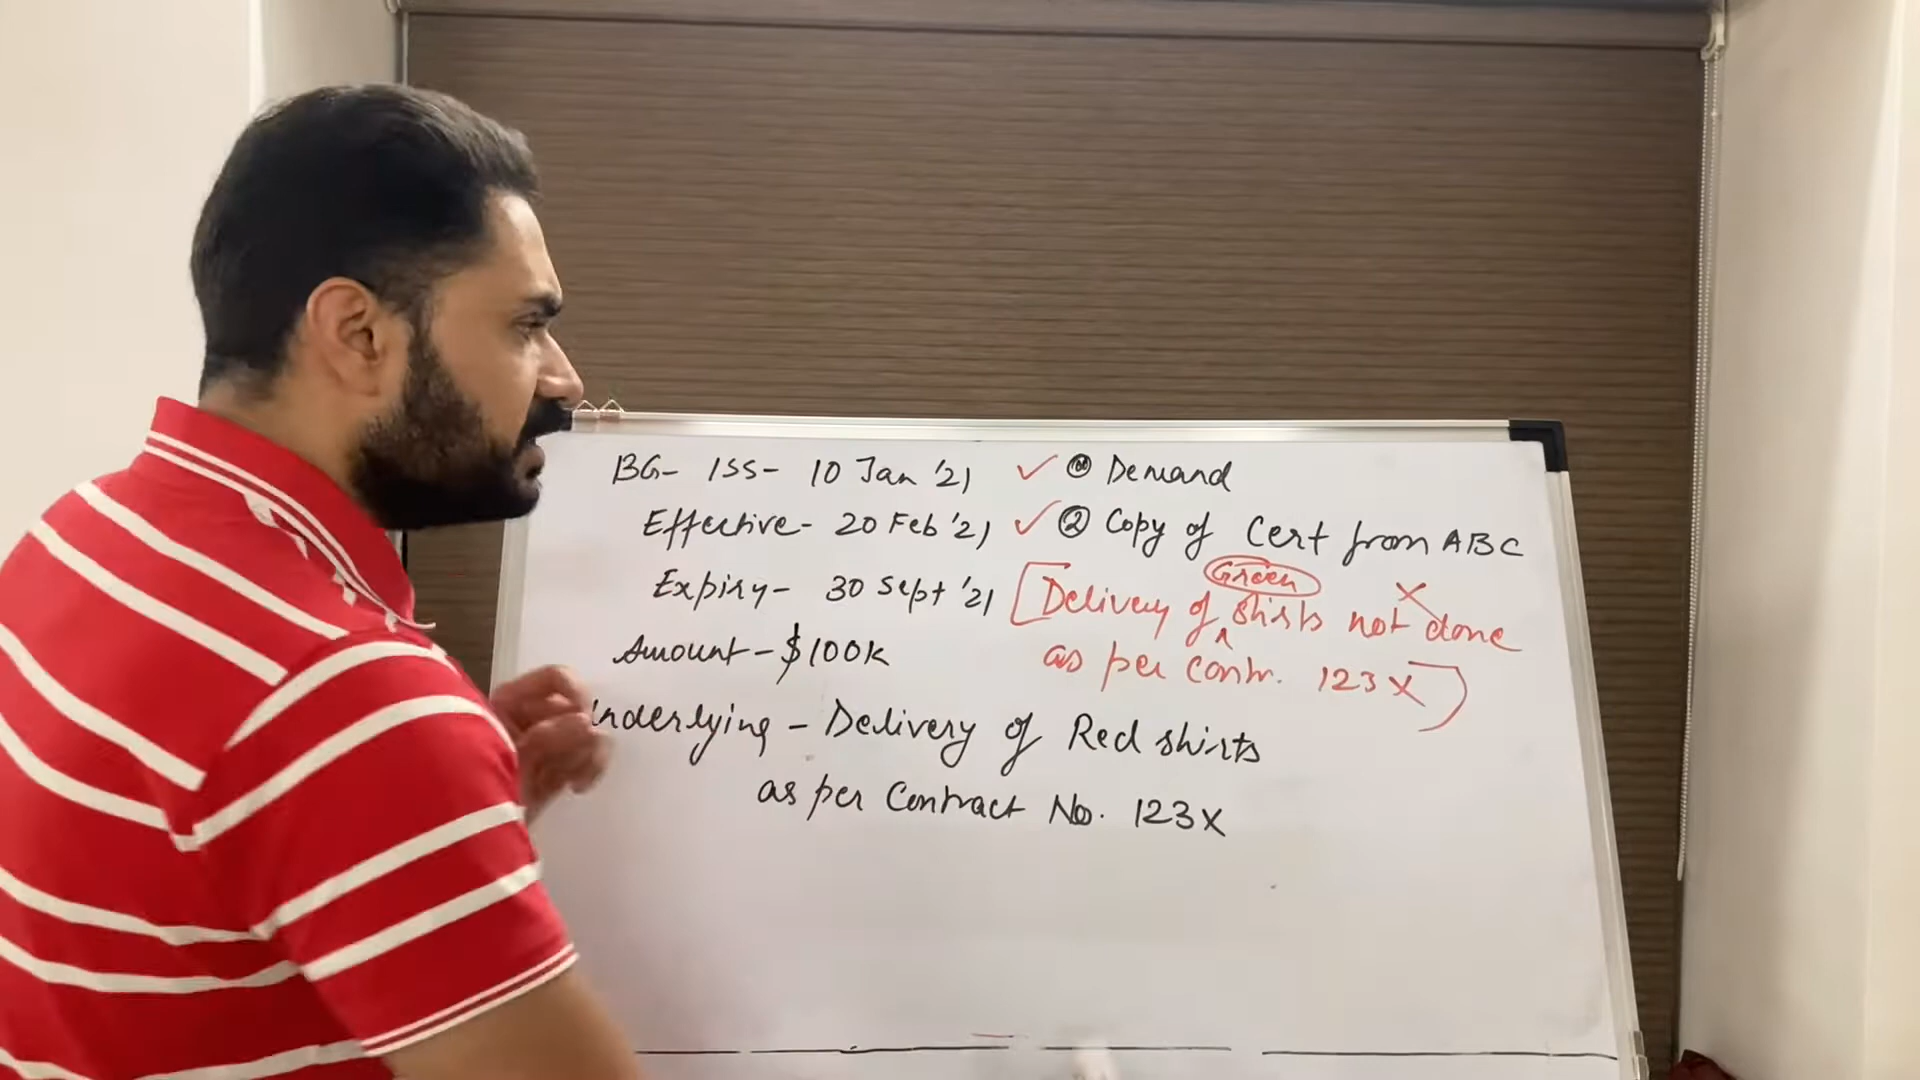 BG- ISS- 10 Jan '21
Effective- 20 Feb '21
Expiry- 30 Sept '21
Amount - $100K
Underlying - Delivery of Red shirts
as per Contract No. 123X
✓ Demand
✓ ② Copy of Cert from ABC
Green
[Delivery of ^ shirts not done ×
as per contr. 123X]